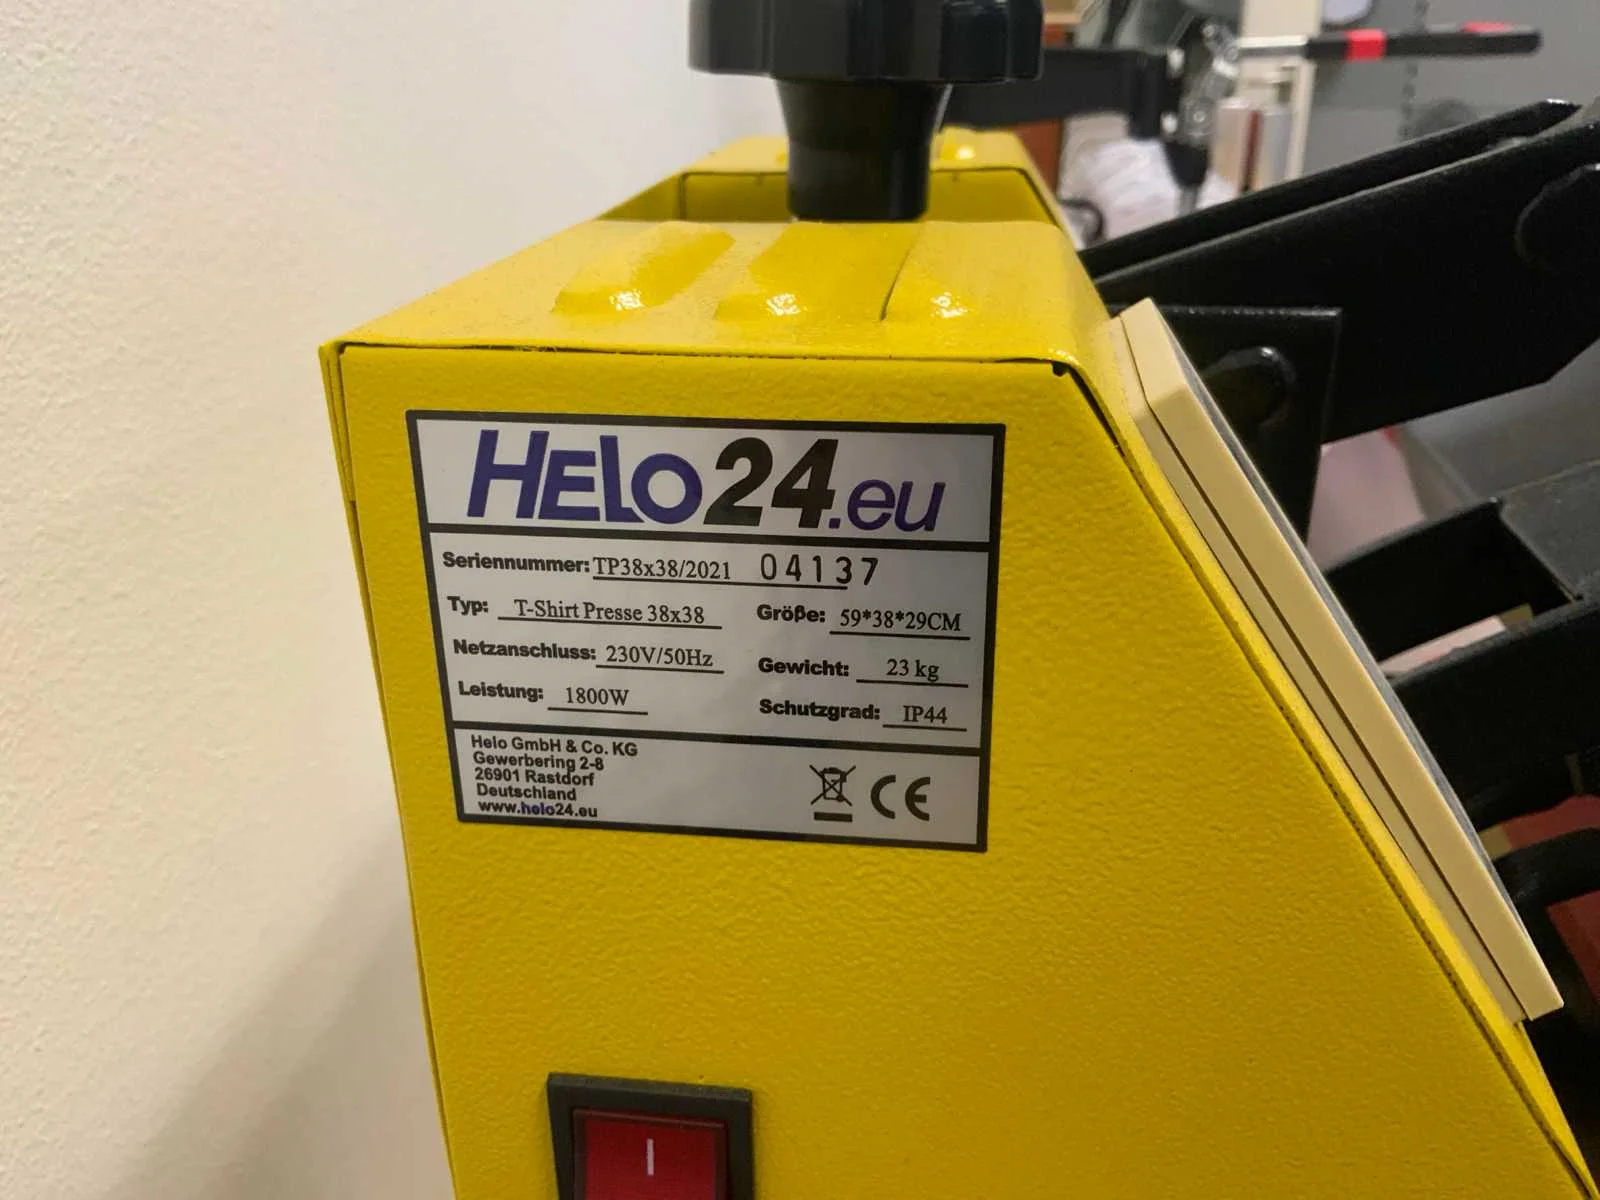 HELO24.eu
Seriennummer: TP38x38/2021 04137
Typ: T-Shirt Presse 38x38 Größe: 59*38*29CM
Netzanschluss: 230V/50Hz Gewicht: 23 kg
Leistung: 1800W Schutzgrad: IP44
Helo GmbH & Co. KG
Gewerbering 2-8
26901 Rastdorf
Deutschland
www.helo24.eu
CE
I